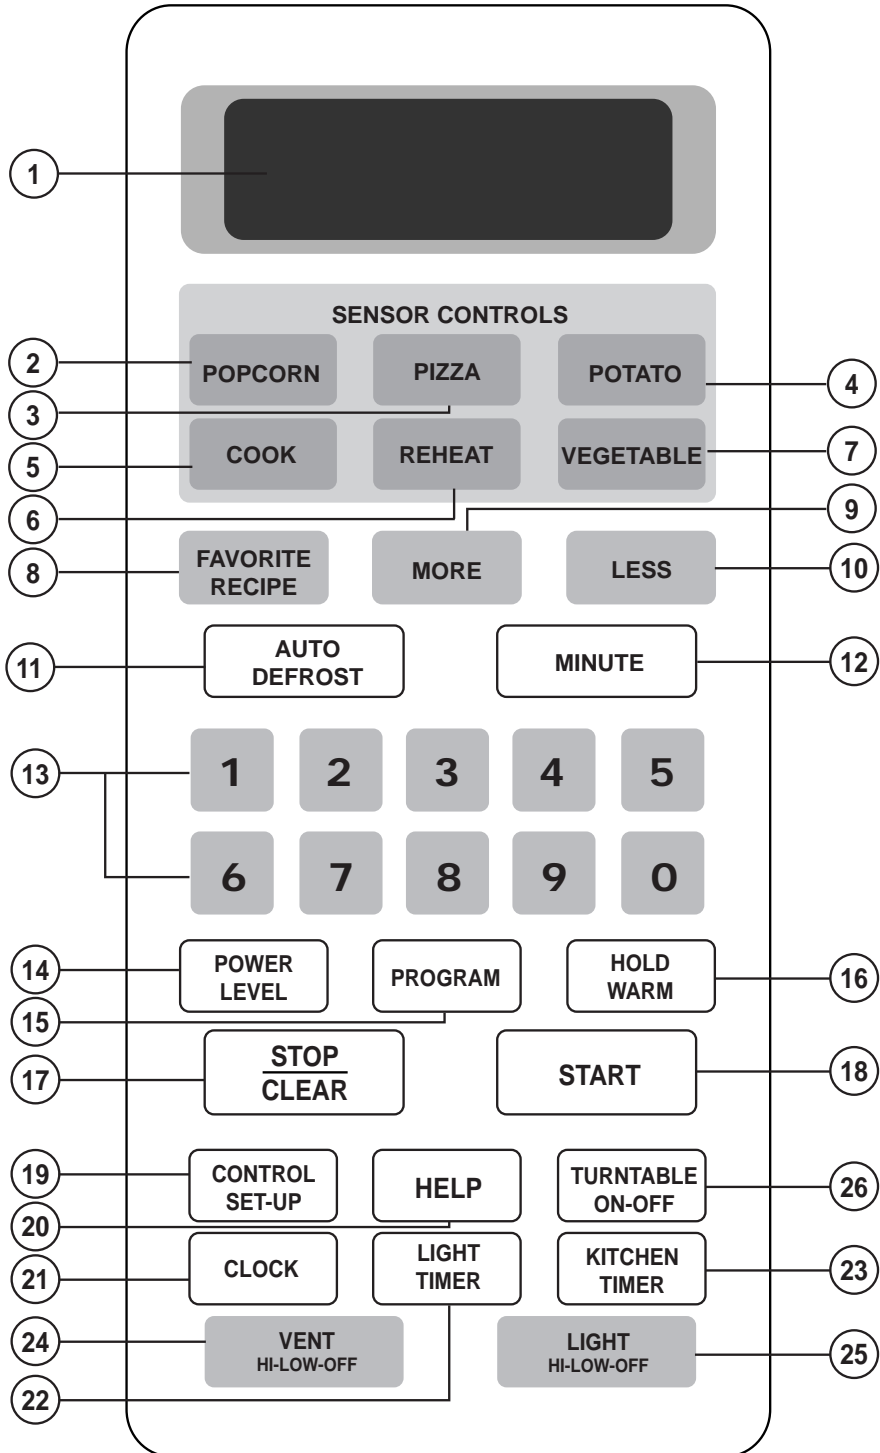 1
SENSOR CONTROLS
2
POPCORN
PIZZA
POTATO
4
3
5
COOK
REHEAT
VEGETABLE
7
6
9
8
FAVORITE
RECIPE
MORE
LESS
10
11
AUTO
DEFROST
MINUTE
12
13
1 2 3 4 5
6 7 8 9 0
14
POWER
LEVEL
PROGRAM
HOLD
WARM
16
15
17
STOP
CLEAR
START
18
19
CONTROL
SET-UP
HELP
TURNTABLE
ON-OFF
26
20
21
CLOCK
LIGHT
TIMER
KITCHEN
TIMER
23
24
VENT
HI-LOW-OFF
LIGHT
HI-LOW-OFF
25
22